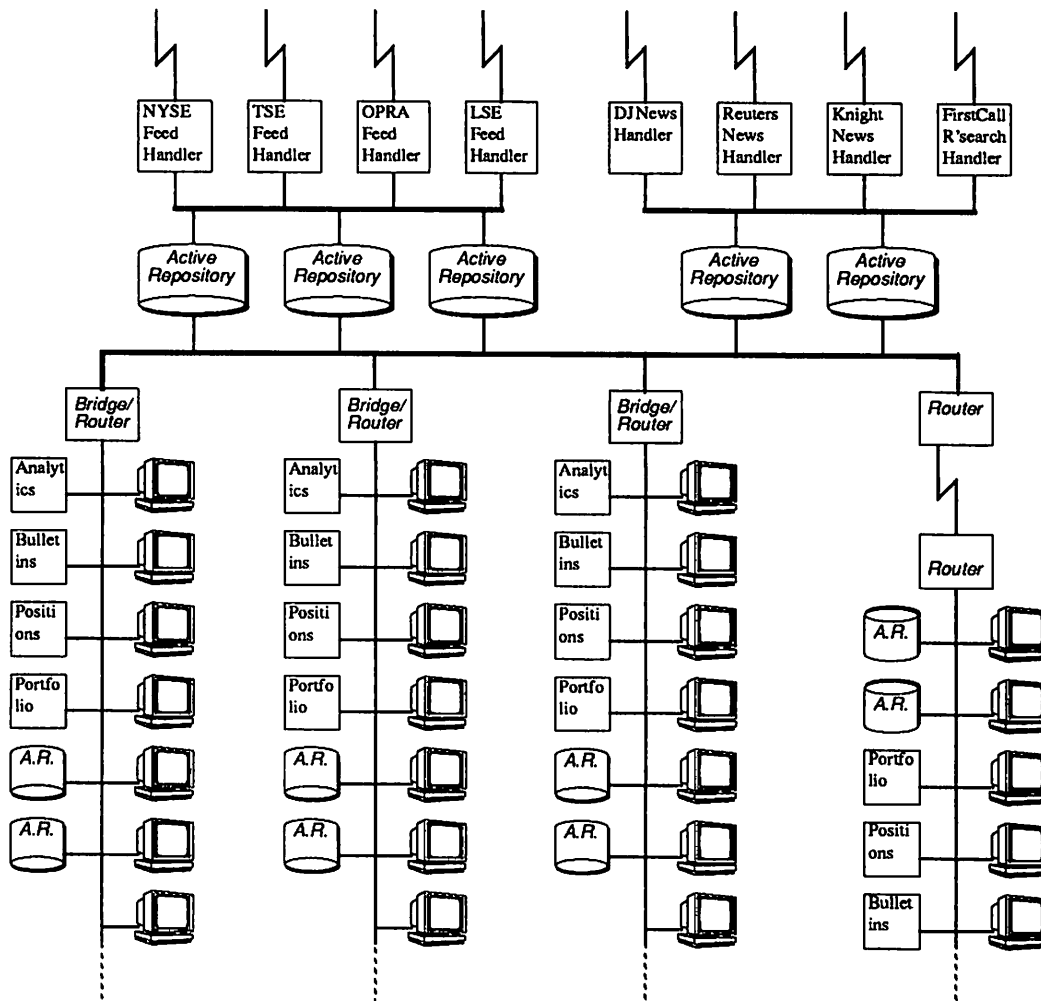 NYSE
Feed
Handler
TSE
Feed
Handler
OPRA
Feed
Handler
LSE
Feed
Handler
DJ News
Handler
Reuters
News
Handler
Knight
News
Handler
FirstCall
R'search
Handler
Active
Repository
Active
Repository
Active
Repository
Active
Repository
Active
Repository
Bridge/
Router
Bridge/
Router
Bridge/
Router
Router
Analyt
ics
Bullet
ins
Positi
ons
Portfo
lio
A.R.
A.R.
Analyt
ics
Bullet
ins
Positi
ons
Portfo
lio
A.R.
A.R.
Analyt
ics
Bullet
ins
Positi
ons
Portfo
lio
A.R.
A.R.
Router
A.R.
A.R.
Portfo
lio
Positi
ons
Bullet
ins